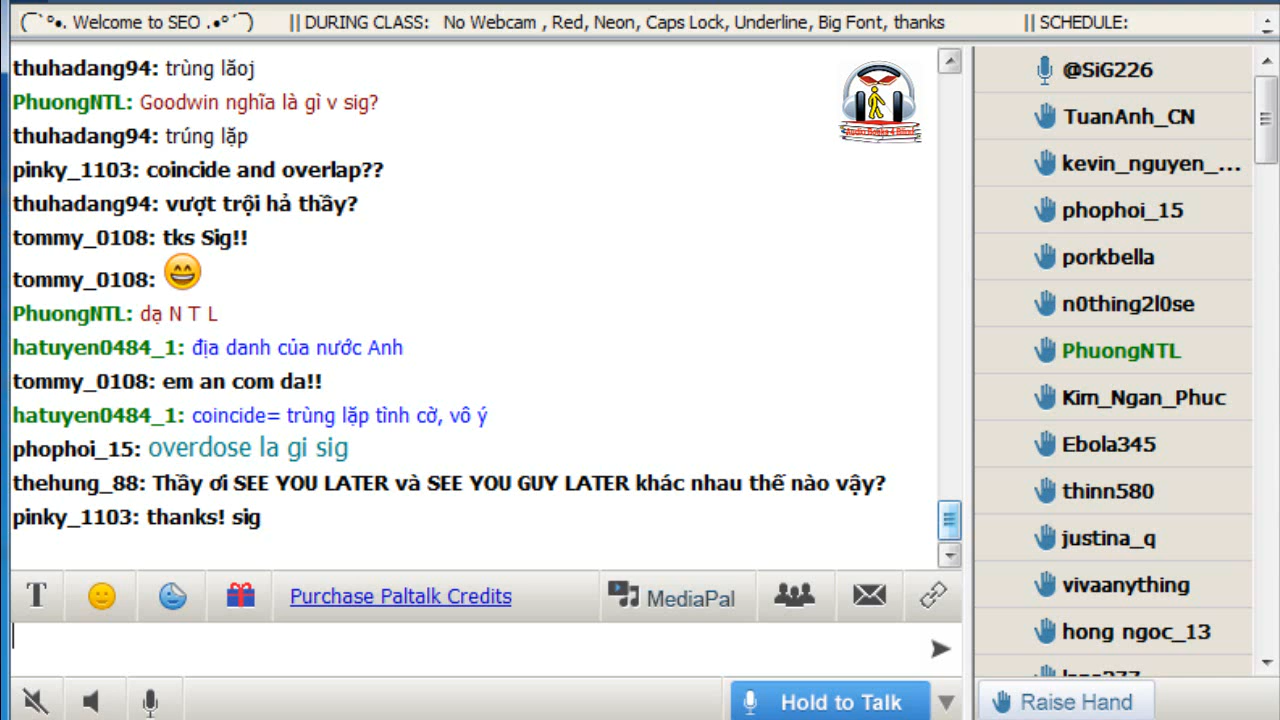 (¯`°•. Welcome to SEO .•°´¯) || DURING CLASS: No Webcam , Red, Neon, Caps Lock, Underline, Big Font, thanks || SCHEDULE:
thuhadang94: trùng lăoj
PhuongNTL: Goodwin nghĩa là gì v sig?
thuhadang94: trúng lặp
pinky_1103: coincide and overlap??
thuhadang94: vượt trội hả thầy?
tommy_0108: tks Sig!!
tommy_0108: 😄
PhuongNTL: dạ N T L
hatuyen0484_1: địa danh của nước Anh
tommy_0108: em an com da!!
hatuyen0484_1: coincide= trùng lặp tình cờ, vô ý
phophoi_15: overdose la gi sig
thehung_88: Thầy ơi SEE YOU LATER và SEE YOU GUY LATER khác nhau thế nào vậy?
pinky_1103: thanks! sig
T
Purchase Paltalk Credits
MediaPal
Hold to Talk
@SiG226
TuanAnh_CN
kevin_nguyen_...
phophoi_15
porkbella
n0thing2l0se
PhuongNTL
Kim_Ngan_Phuc
Ebola345
thinn580
justina_q
vivaanything
hong ngoc_13
Raise Hand